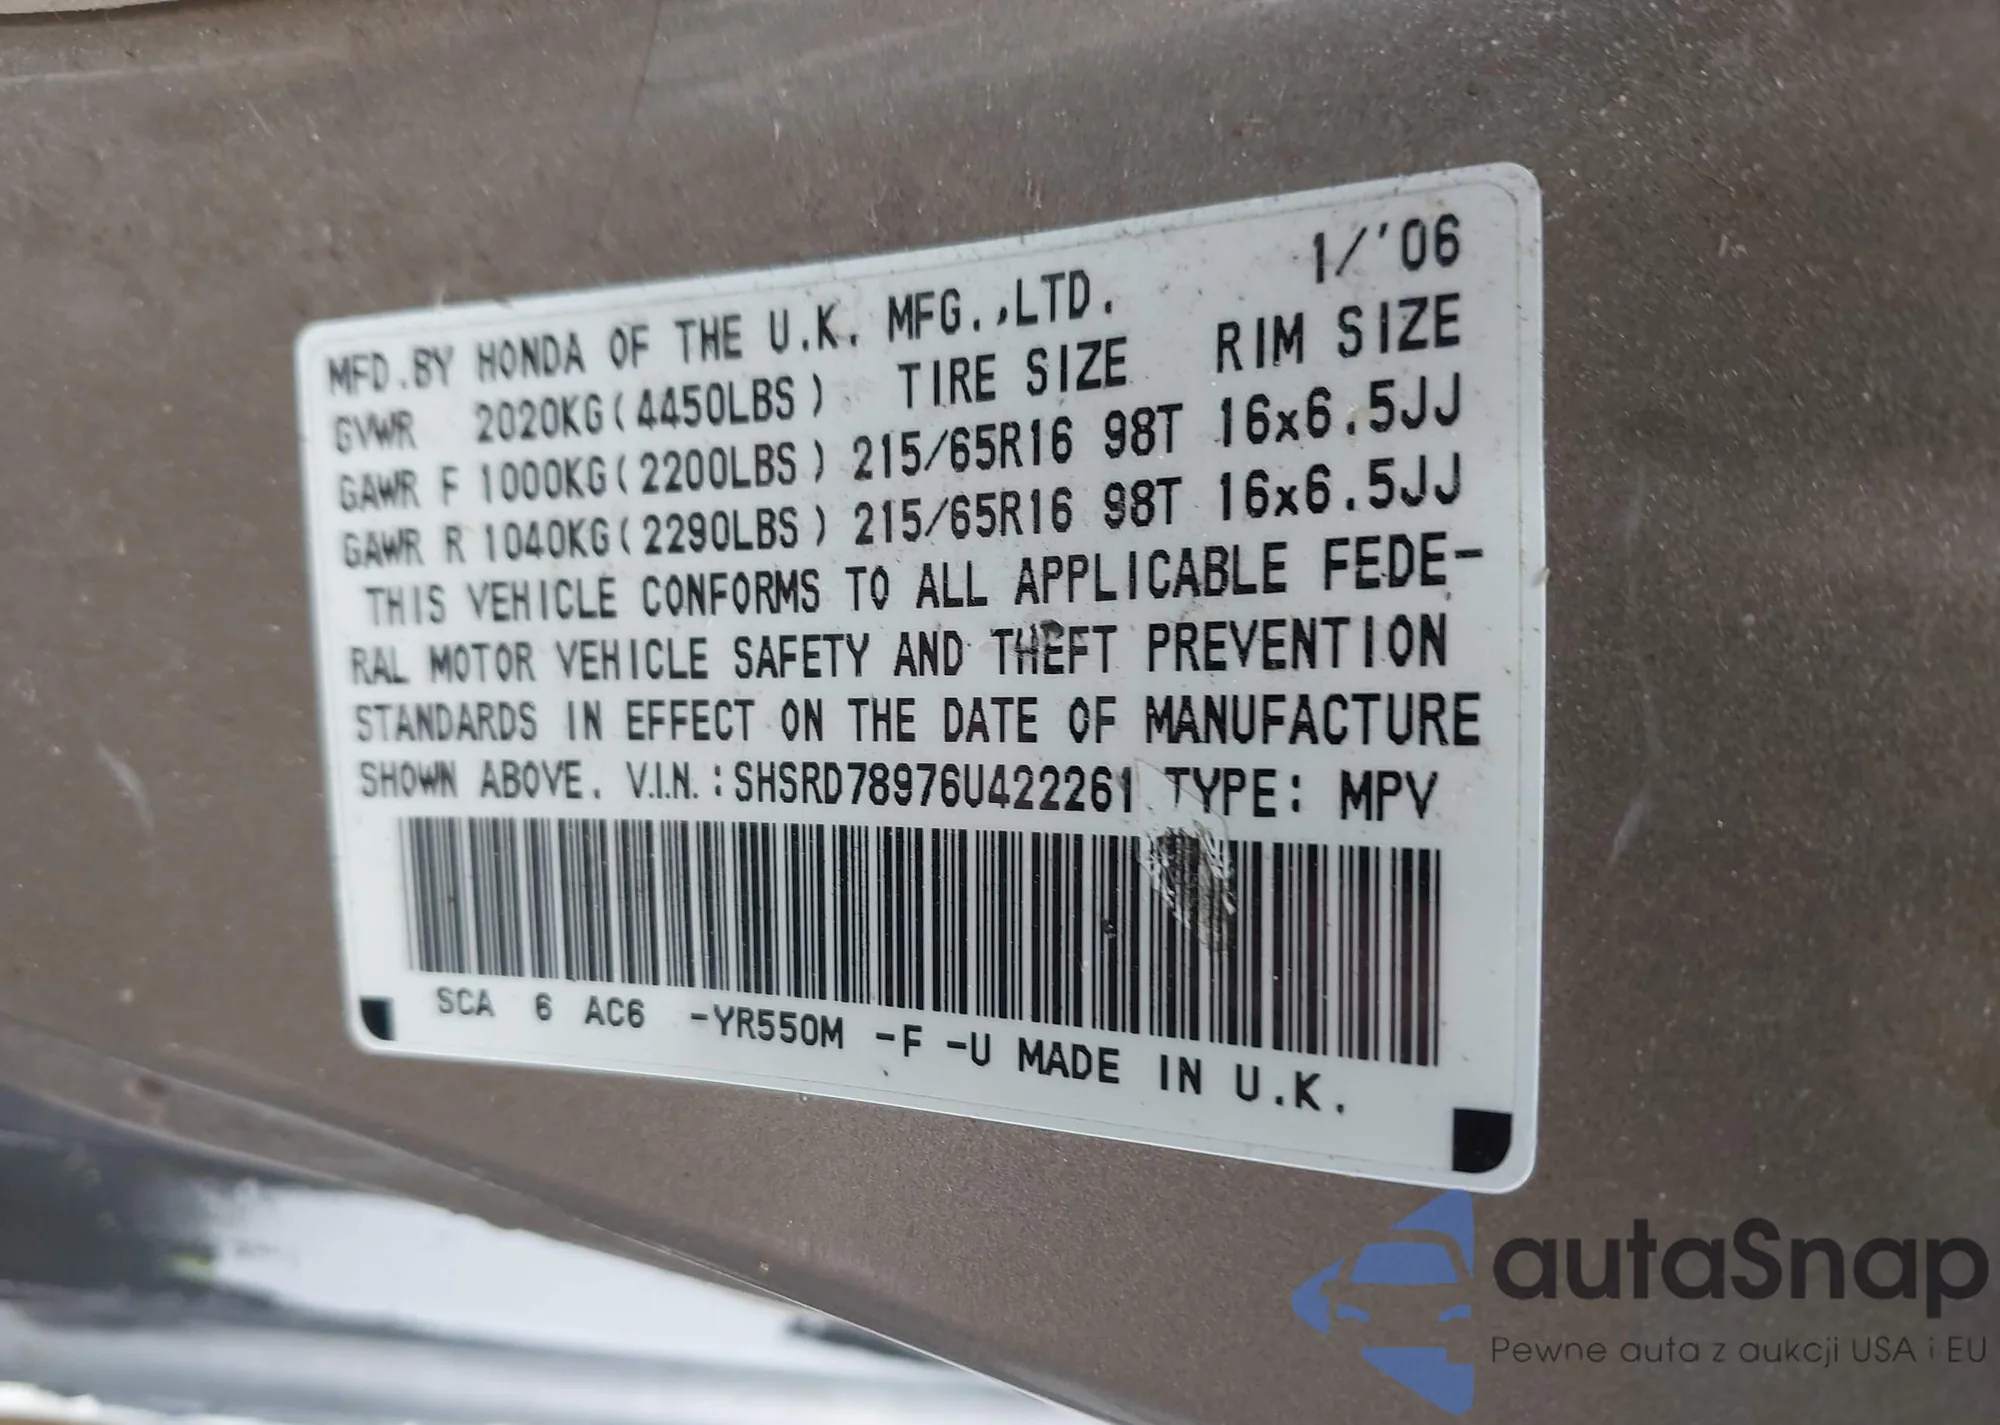 1/'06
MFD.BY HONDA OF THE U.K. MFG.,LTD.
GVWR 2020KG(4450LBS) TIRE SIZE RIM SIZE
GAWR F 1000KG(2200LBS) 215/65R16 98T 16x6.5JJ
GAWR R 1040KG(2290LBS) 215/65R16 98T 16x6.5JJ
THIS VEHICLE CONFORMS TO ALL APPLICABLE FEDE-
RAL MOTOR VEHICLE SAFETY AND THEFT PREVENTION
STANDARDS IN EFFECT ON THE DATE OF MANUFACTURE
SHOWN ABOVE. V.I.N.:SHSRD78976U422261 TYPE: MPV
SCA 6 AC6 -YR550M -F -U MADE IN U.K.
autaSnap
Pewne auta z aukcji USA i EU